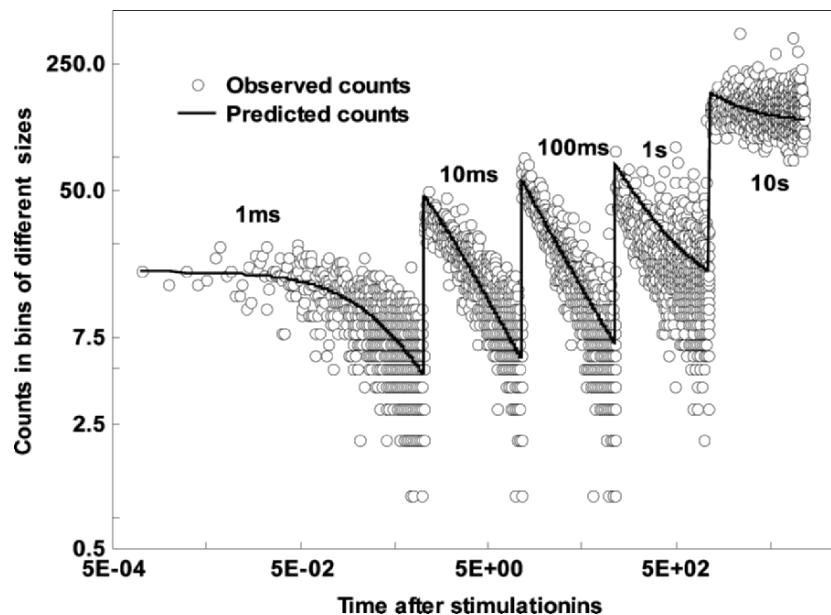 250.0
Observed counts
Predicted counts
1s
100ms
10ms
10s
50.0
1ms
7.5
2.5
0.5
5E-04
5E-02
5E+00
5E+02
Time after stimulationins
Counts in bins of different sizes